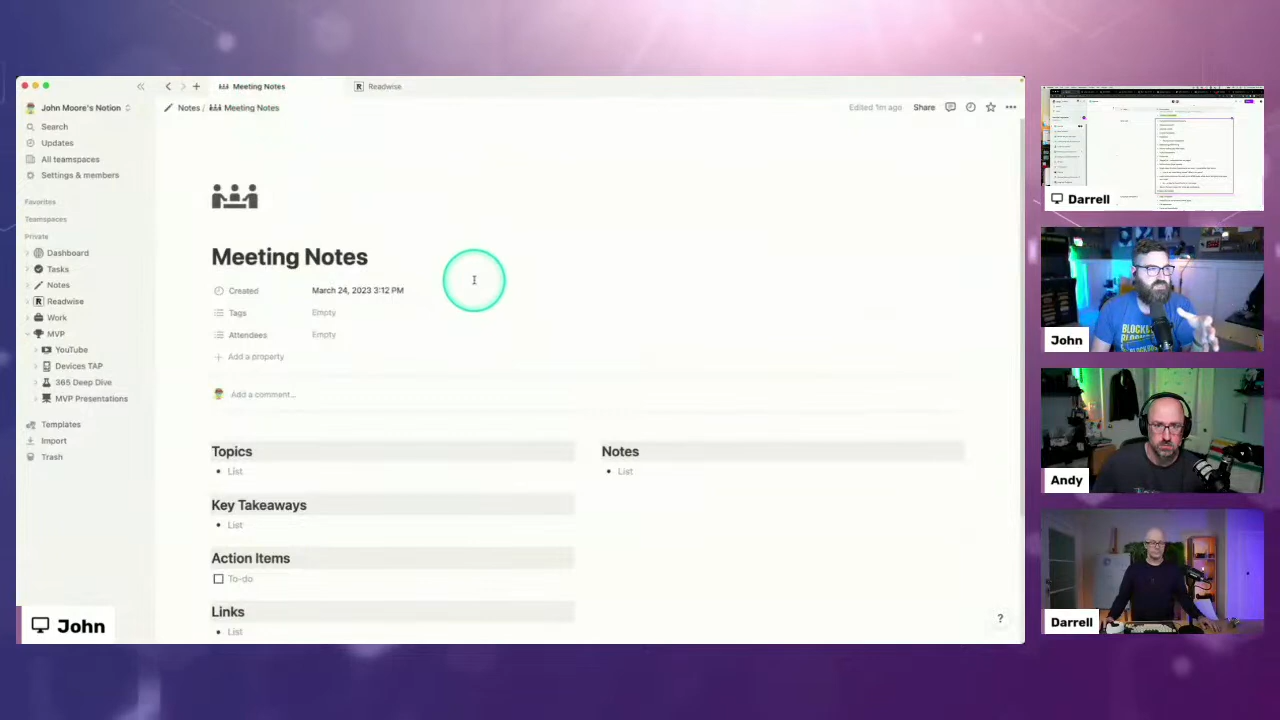 Meeting Notes
R Readwise
John Moore's Notion
Notes / Meeting Notes
Edited 1m ago
Share
Search
Updates
All teamspaces
Settings & members
Favorites
Teamspaces
Private
Dashboard
Tasks
Notes
R Readwise
Work
MVP
YouTube
Devices TAP
365 Deep Dive
MVP Presentations
Templates
Import
Trash
Meeting Notes
Created March 24, 2023 3:12 PM
Tags Empty
Attendees Empty
Add a property
Add a comment...
Topics
• List
Key Takeaways
• List
Action Items
To-do
Links
• List
Notes
• List
?
John
Darrell
BLOCKBU
BLOCKB
BLOCKBU
John
Andy
Darrell